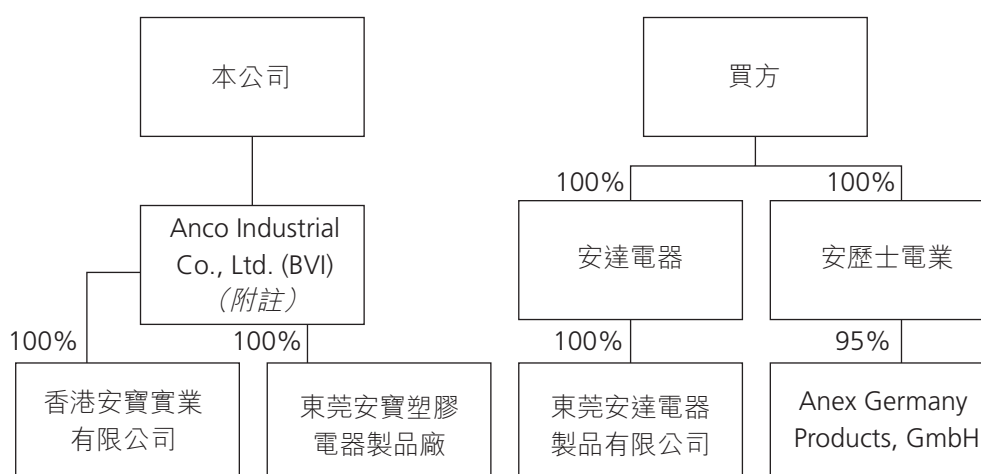 本公司
買方
100%
100%
Anco Industrial
Co., Ltd. (BVI)
（附註）
安達電器
安歷士電業
100%
100%
100%
95%
香港安寶實業
有限公司
東莞安寶塑膠
電器製品廠
東莞安達電器
製品有限公司
Anex Germany
Products, GmbH